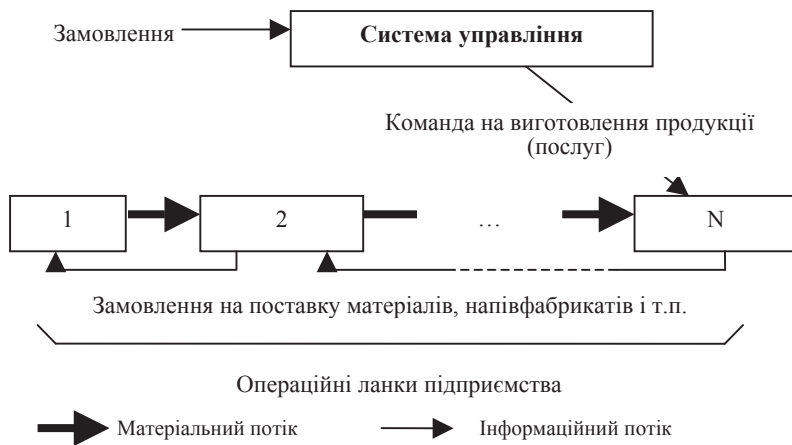 Замовлення
Система управління
Команда на виготовлення продукції
(послуг)
1
2
…
N
Замовлення на поставку матеріалів, напівфабрикатів і т.п.
Операційні ланки підприємства
Матеріальний потік
Інформаційний потік